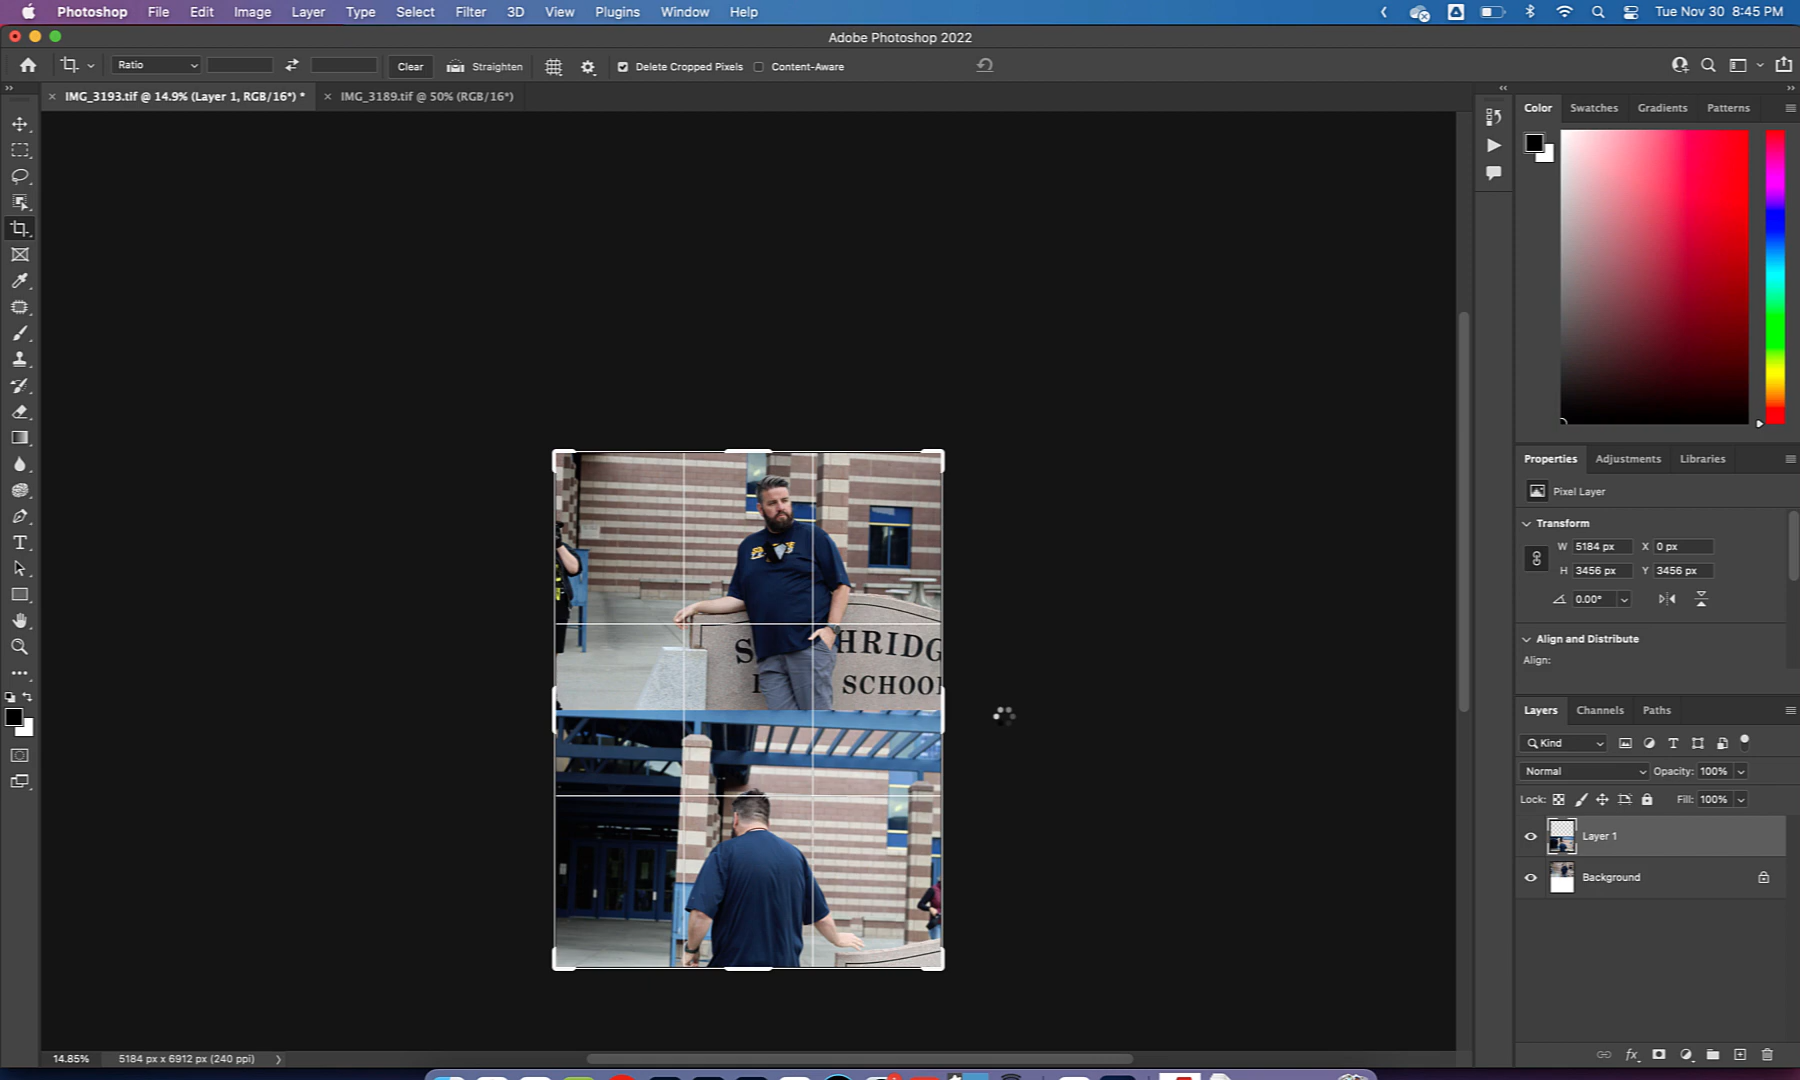 Photoshop File Edit Image Layer Type Select Filter 3D View Plugins Window Help Tue Nov 30 8:45 PM
Adobe Photoshop 2022
Ratio Clear Straighten Delete Cropped Pixels Content-Aware
IMG_3193.tif @ 14.9% (Layer 1, RGB/16*) * IMG_3189.tif @ 50% (RGB/16*)
Color Swatches Gradients Patterns
Properties Adjustments Libraries
Pixel Layer
Transform
W 5184 px X 0 px
H 3456 px Y 3456 px
0.00°
Align and Distribute
Align:
S HRIDG
SCHOO
Layers Channels Paths
Kind
Normal Opacity: 100%
Lock: Fill: 100%
Layer 1
Background
14.85% 5184 px x 6912 px (240 ppi)